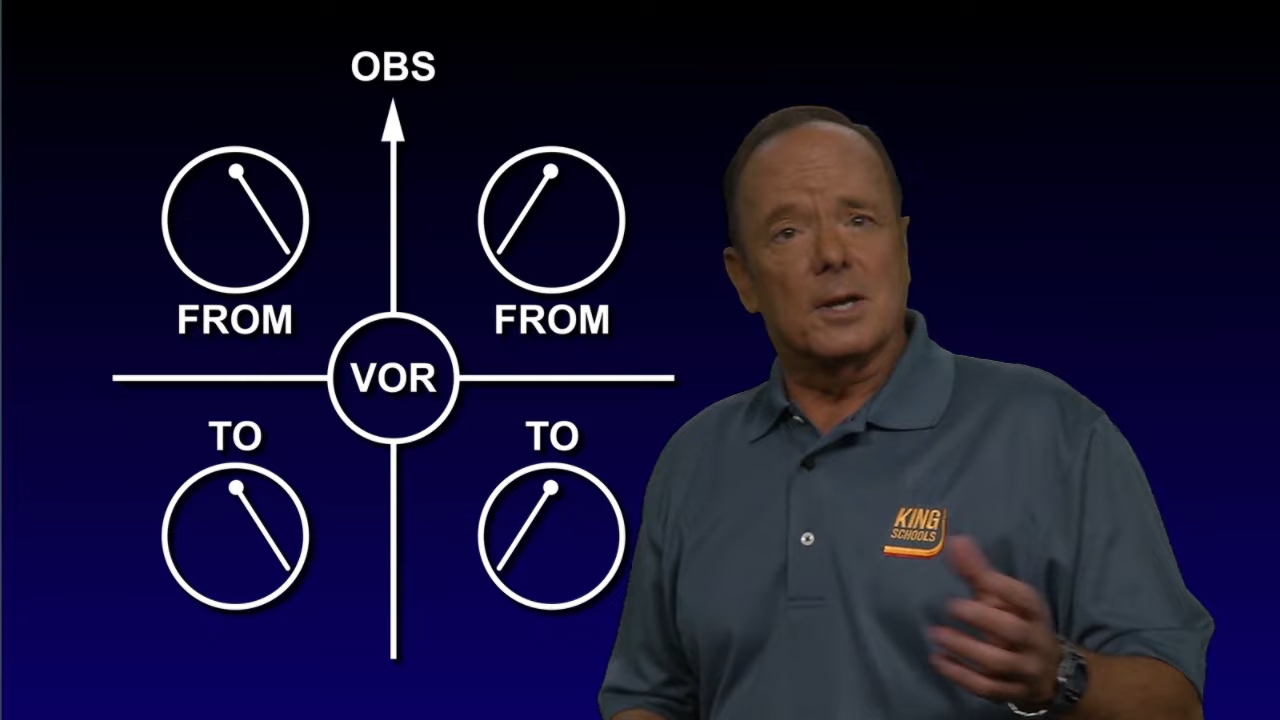 OBS
FROM
FROM
VOR
TO
TO
KING
SCHOOLS